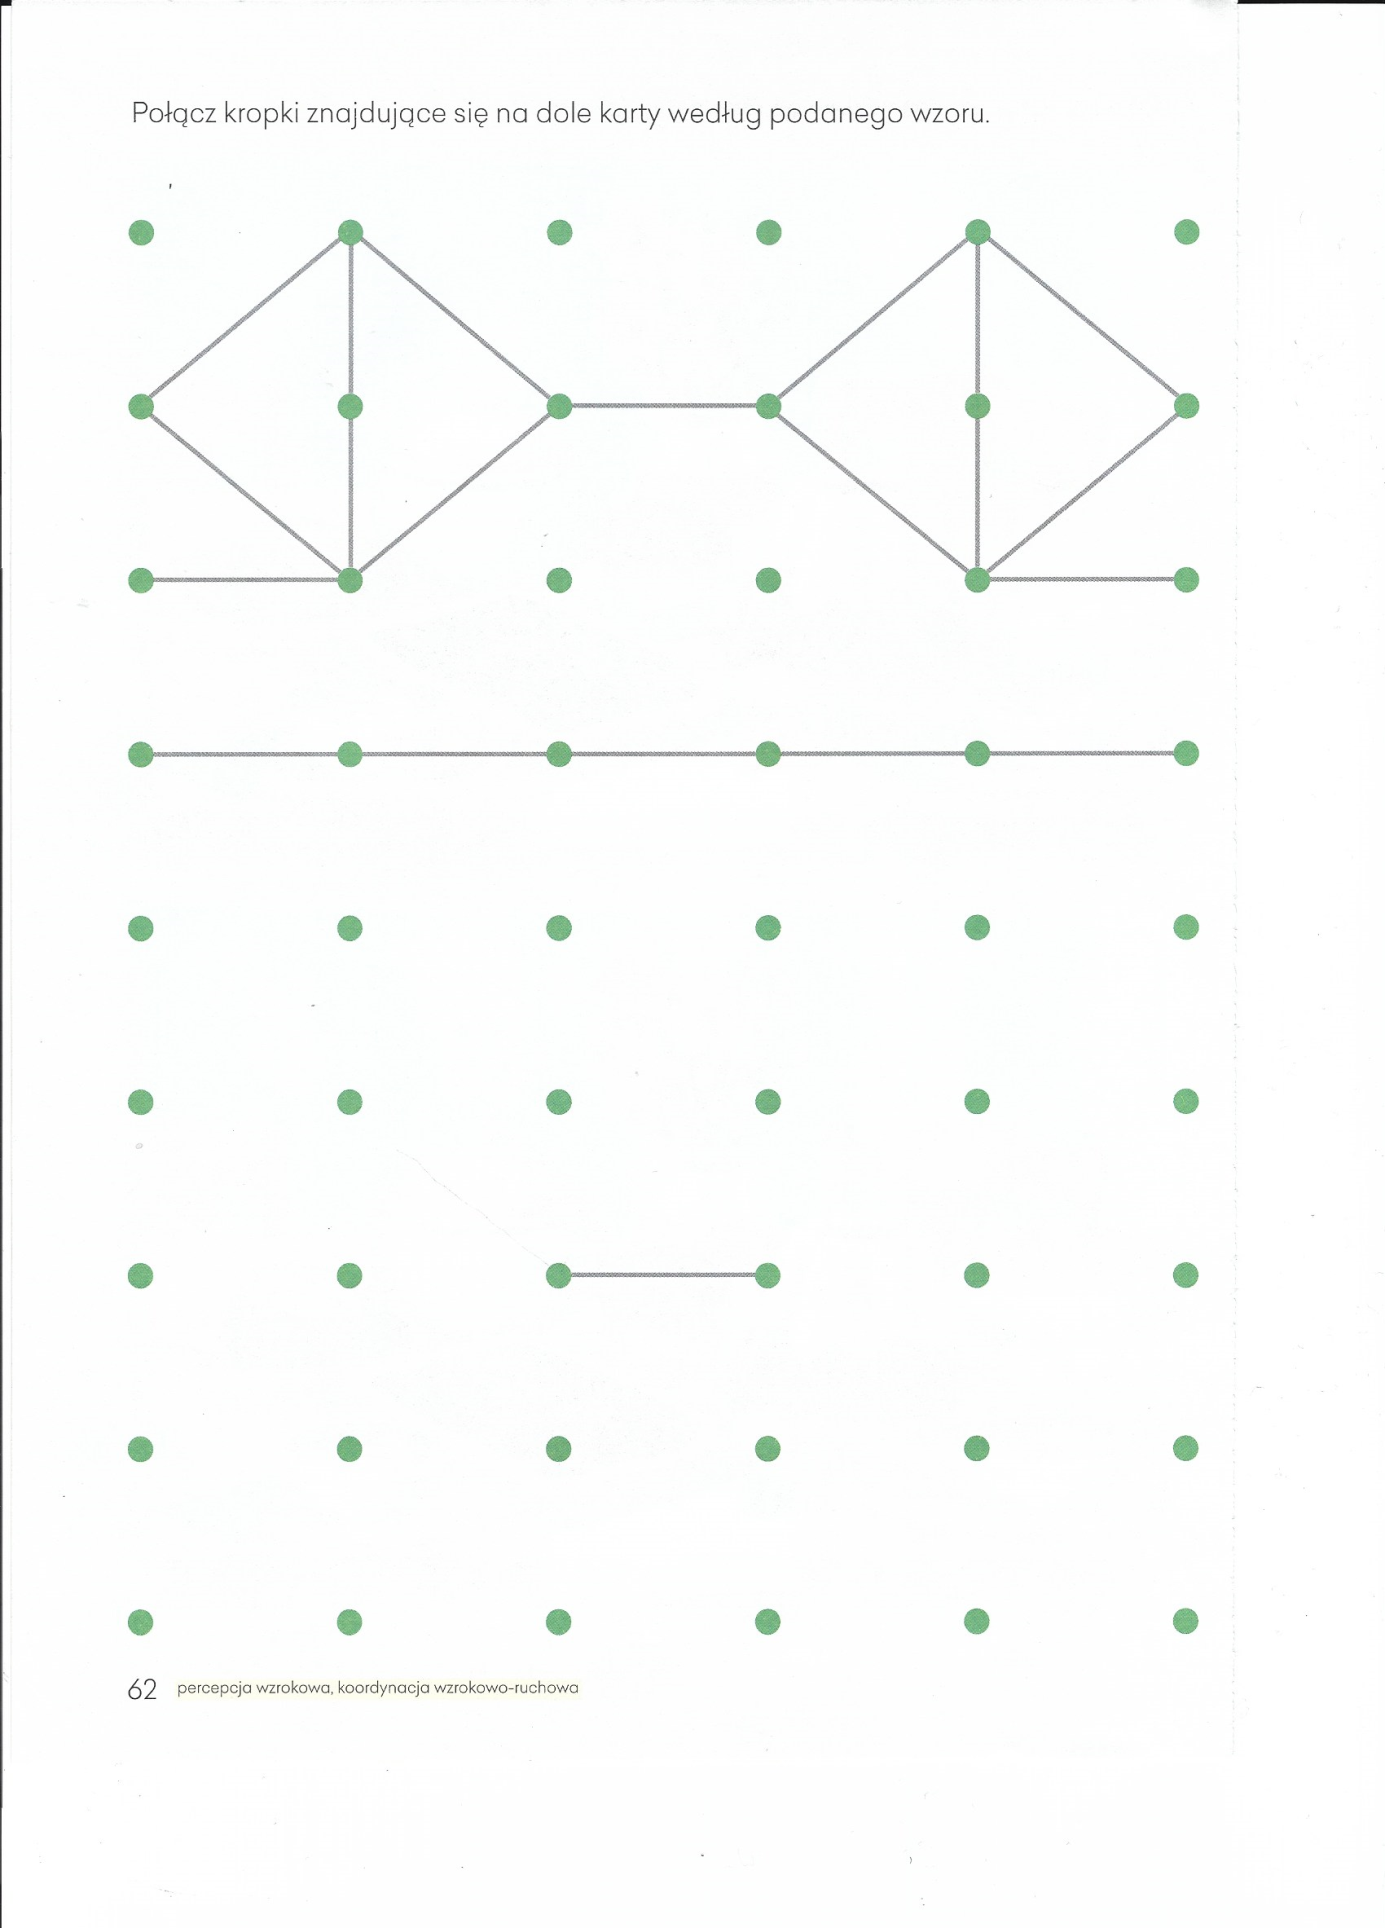 Połącz kropki znajdujące się na dole karty według podanego wzoru.
62 percepcja wzrokowa, koordynacja wzrokowo-ruchowa